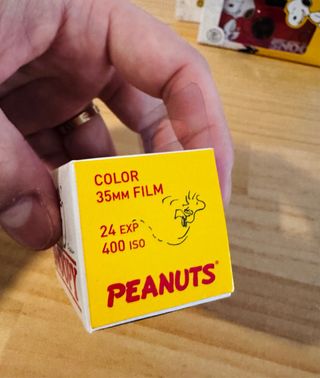 COLOR
35MM FILM
24 EXP
400 ISO
PEANUTS®